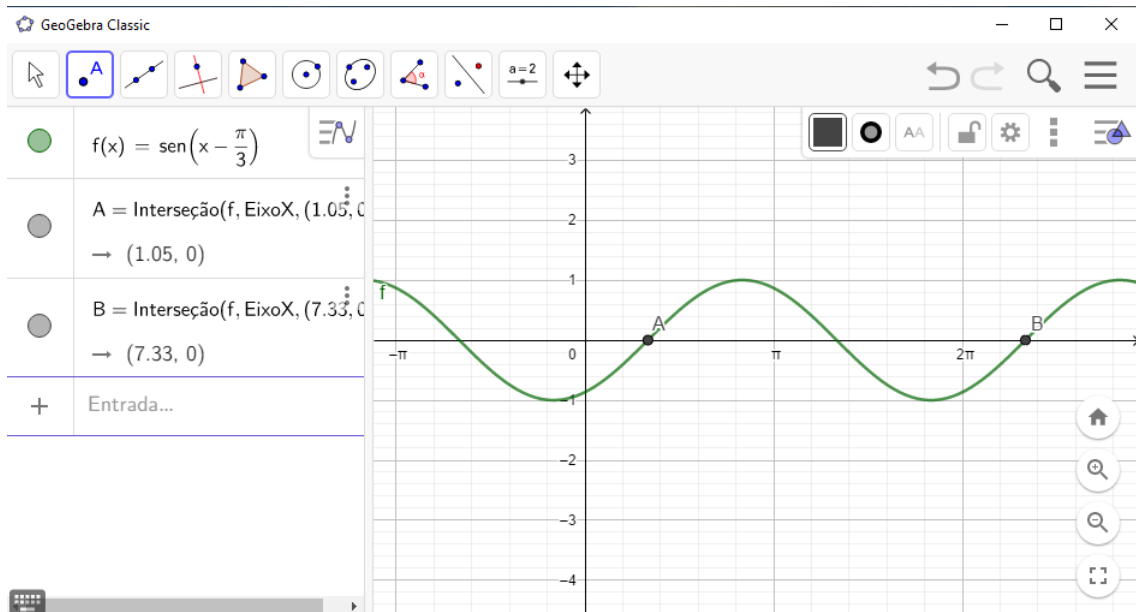 GeoGebra Classic
A
α
a=2
f(x) = sen(x − π/3)
AA
A = Interseção(f, EixoX, (1.05, 0
→ (1.05, 0)
B = Interseção(f, EixoX, (7.33, 0
→ (7.33, 0)
+ Entrada...
3
2
1
f
A
B
−π
0
π
2π
−1
−2
−3
−4